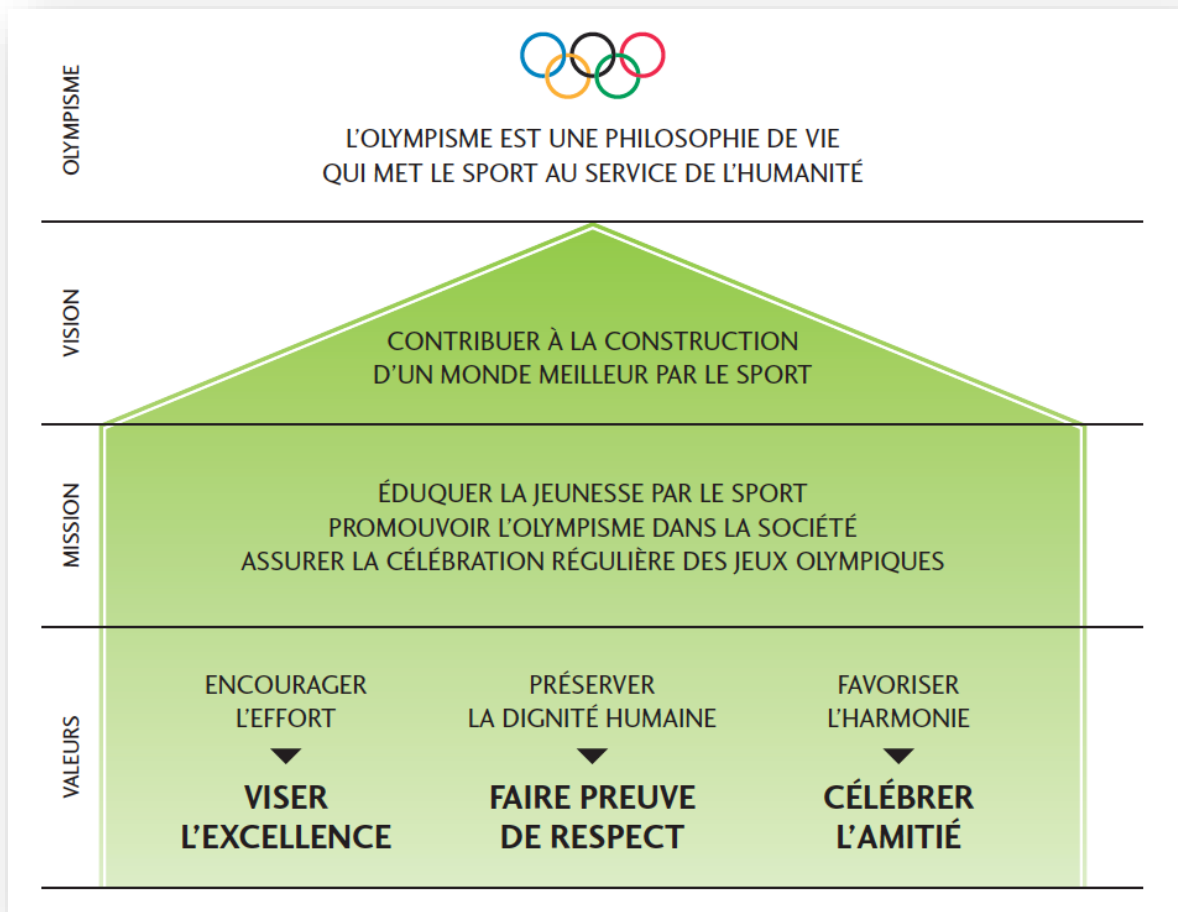 OLYMPISME
L'OLYMPISME EST UNE PHILOSOPHIE DE VIE
QUI MET LE SPORT AU SERVICE DE L'HUMANITÉ
VISION
CONTRIBUER À LA CONSTRUCTION
D'UN MONDE MEILLEUR PAR LE SPORT
MISSION
ÉDUQUER LA JEUNESSE PAR LE SPORT
PROMOUVOIR L'OLYMPISME DANS LA SOCIÉTÉ
ASSURER LA CÉLÉBRATION RÉGULIÈRE DES JEUX OLYMPIQUES
VALEURS
ENCOURAGER
L'EFFORT
VISER
L'EXCELLENCE
PRÉSERVER
LA DIGNITÉ HUMAINE
FAIRE PREUVE
DE RESPECT
FAVORISER
L'HARMONIE
CÉLÉBRER
L'AMITIÉ